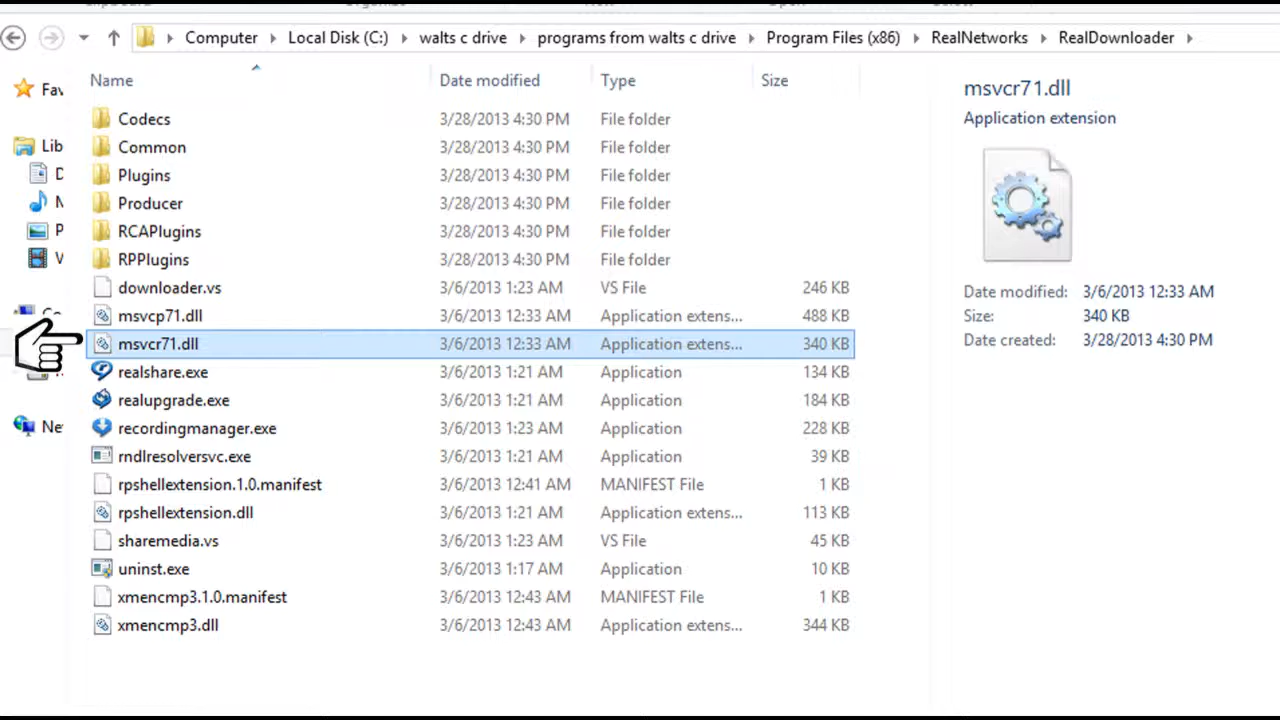 Computer Local Disk (C:) walts c drive programs from walts c drive Program Files (x86) RealNetworks RealDownloader
Name Date modified Type Size
Codecs 3/28/2013 4:30 PM File folder
Common 3/28/2013 4:30 PM File folder
Plugins 3/28/2013 4:30 PM File folder
Producer 3/28/2013 4:30 PM File folder
RCAPlugins 3/28/2013 4:30 PM File folder
RPPlugins 3/28/2013 4:30 PM File folder
downloader.vs 3/6/2013 1:23 AM VS File 246 KB
msvcp71.dll 3/6/2013 12:33 AM Application extens... 488 KB
msvcr71.dll 3/6/2013 12:33 AM Application extens... 340 KB
realshare.exe 3/6/2013 1:21 AM Application 134 KB
realupgrade.exe 3/6/2013 1:21 AM Application 184 KB
recordingmanager.exe 3/6/2013 1:23 AM Application 228 KB
rndlresolversvc.exe 3/6/2013 1:21 AM Application 39 KB
rpshellextension.1.0.manifest 3/6/2013 12:41 AM MANIFEST File 1 KB
rpshellextension.dll 3/6/2013 1:21 AM Application extens... 113 KB
sharemedia.vs 3/6/2013 1:23 AM VS File 45 KB
uninst.exe 3/6/2013 1:17 AM Application 10 KB
xmencmp3.1.0.manifest 3/6/2013 12:43 AM MANIFEST File 1 KB
xmencmp3.dll 3/6/2013 12:43 AM Application extens... 344 KB
Fav
Lib
D
P
V
Ne
msvcr71.dll
Application extension
Date modified: 3/6/2013 12:33 AM
Size: 340 KB
Date created: 3/28/2013 4:30 PM